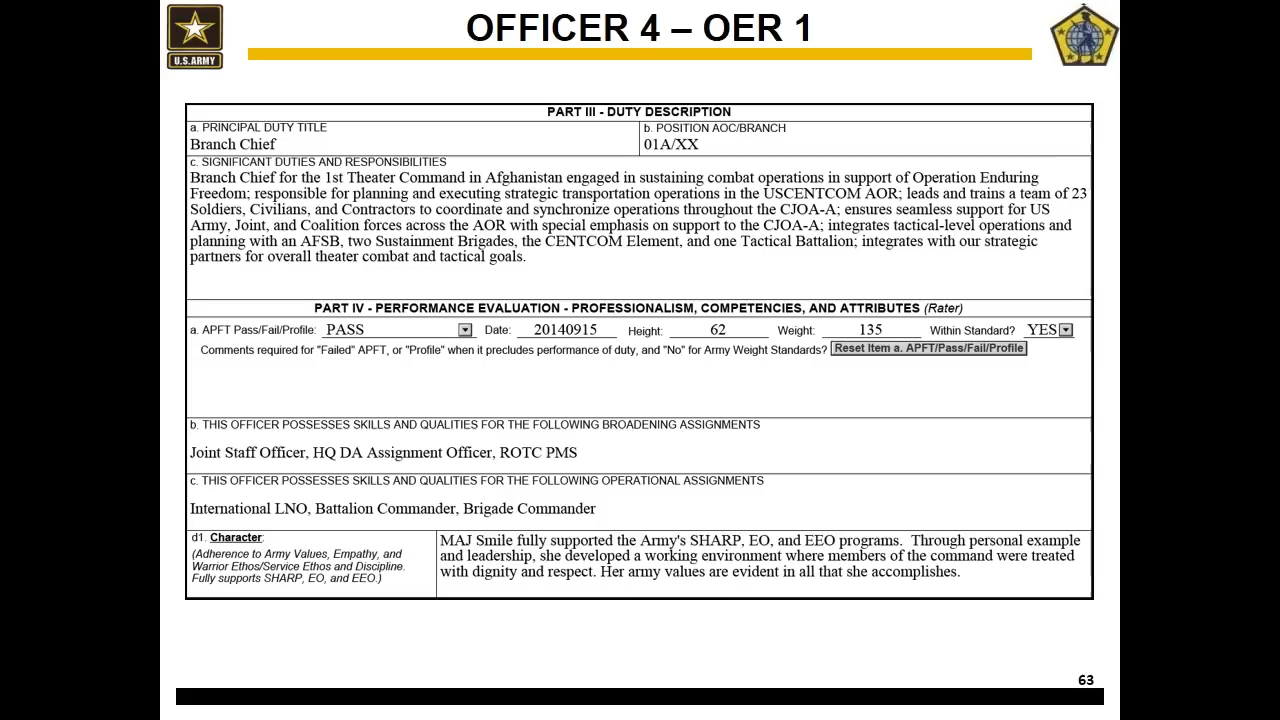 U.S.ARMY
OFFICER 4 – OER 1
PART III - DUTY DESCRIPTION
a. PRINCIPAL DUTY TITLE
Branch Chief
b. POSITION AOC/BRANCH
01A/XX
c. SIGNIFICANT DUTIES AND RESPONSIBILITIES
Branch Chief for the 1st Theater Command in Afghanistan engaged in sustaining combat operations in support of Operation Enduring
Freedom; responsible for planning and executing strategic transportation operations in the USCENTCOM AOR; leads and trains a team of 23
Soldiers, Civilians, and Contractors to coordinate and synchronize operations throughout the CJOA-A; ensures seamless support for US
Army, Joint, and Coalition forces across the AOR with special emphasis on support to the CJOA-A; integrates tactical-level operations and
planning with an AFSB, two Sustainment Brigades, the CENTCOM Element, and one Tactical Battalion; integrates with our strategic
partners for overall theater combat and tactical goals.
PART IV - PERFORMANCE EVALUATION - PROFESSIONALISM, COMPETENCIES, AND ATTRIBUTES (Rater)
a. APFT Pass/Fail/Profile: PASS Date: 20140915 Height: 62 Weight: 135 Within Standard? YES
Comments required for "Failed" APFT, or "Profile" when it precludes performance of duty, and "No" for Army Weight Standards? Reset Item a. APFT/Pass/Fail/Profile
b. THIS OFFICER POSSESSES SKILLS AND QUALITIES FOR THE FOLLOWING BROADENING ASSIGNMENTS
Joint Staff Officer, HQ DA Assignment Officer, ROTC PMS
c. THIS OFFICER POSSESSES SKILLS AND QUALITIES FOR THE FOLLOWING OPERATIONAL ASSIGNMENTS
International LNO, Battalion Commander, Brigade Commander
d1. Character:
(Adherence to Army Values, Empathy, and
Warrior Ethos/Service Ethos and Discipline.
Fully supports SHARP, EO, and EEO.)
MAJ Smile fully supported the Army's SHARP, EO, and EEO programs. Through personal example
and leadership, she developed a working environment where members of the command were treated
with dignity and respect. Her army values are evident in all that she accomplishes.
63